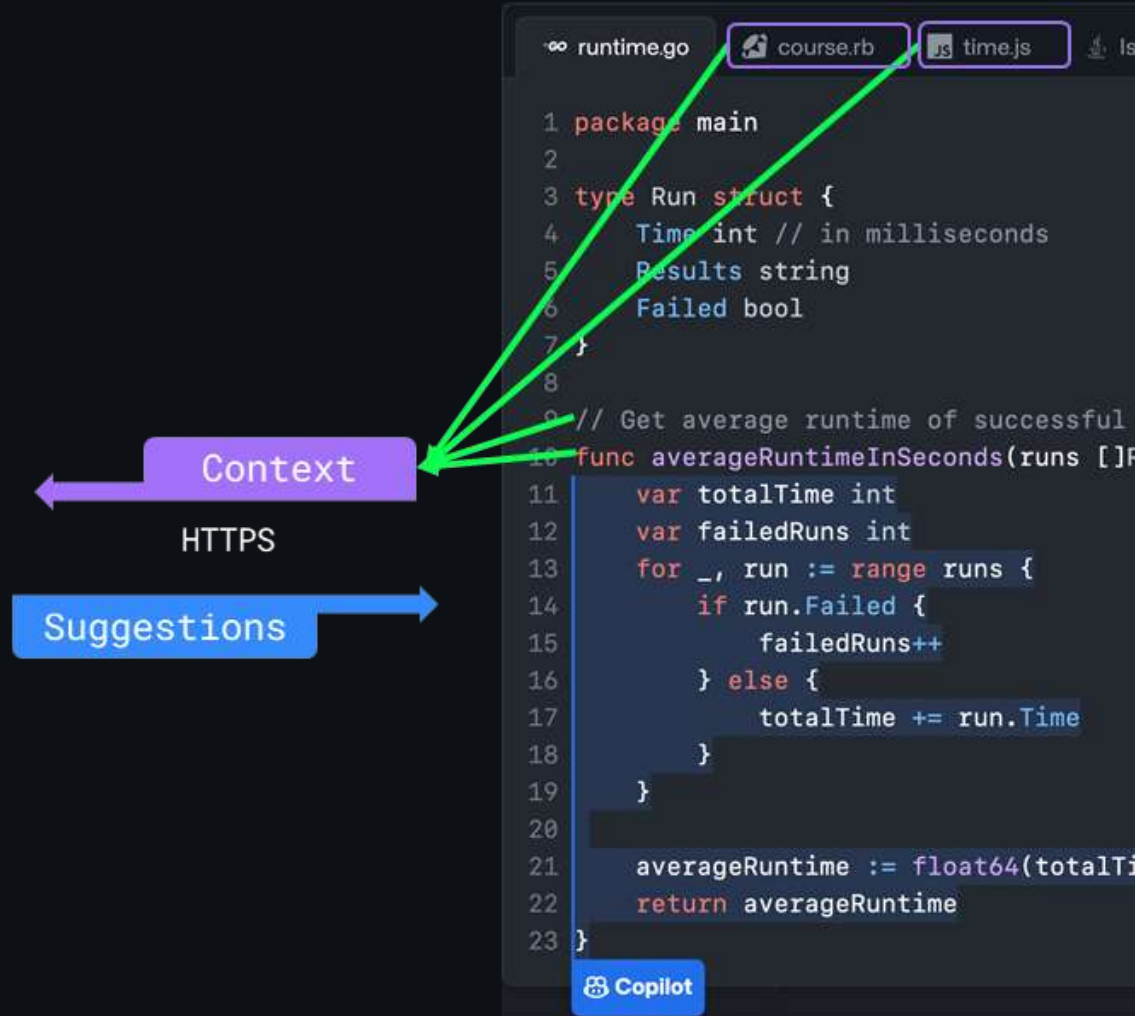 GO runtime.go course.rb JS time.js Is
1 package main
2
3 type Run struct {
4 Time int // in milliseconds
5 Results string
6 Failed bool
7 }
8
9 // Get average runtime of successful
10 func averageRuntimeInSeconds(runs []R
11 var totalTime int
12 var failedRuns int
13 for _, run := range runs {
14 if run.Failed {
15 failedRuns++
16 } else {
17 totalTime += run.Time
18 }
19 }
20
21 averageRuntime := float64(totalTi
22 return averageRuntime
23 }
Copilot
Context
HTTPS
Suggestions